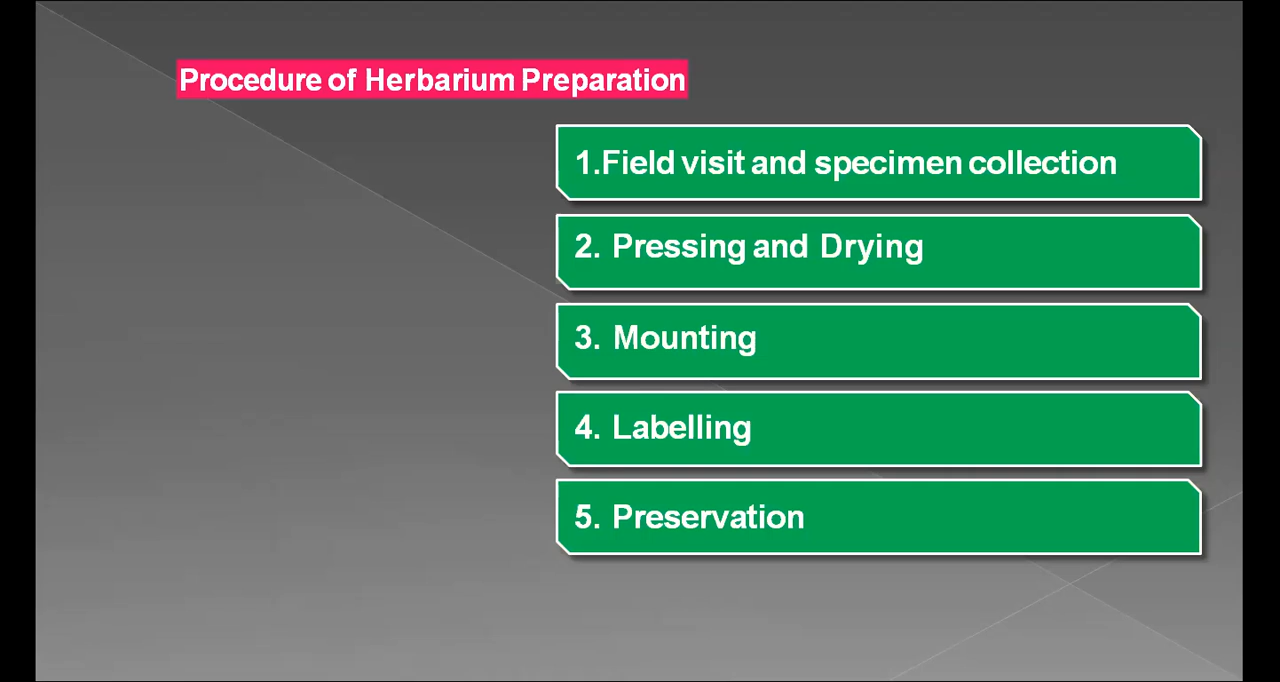 Procedure of Herbarium Preparation
1.Field visit and specimen collection
2. Pressing and Drying
3. Mounting
4. Labelling
5. Preservation